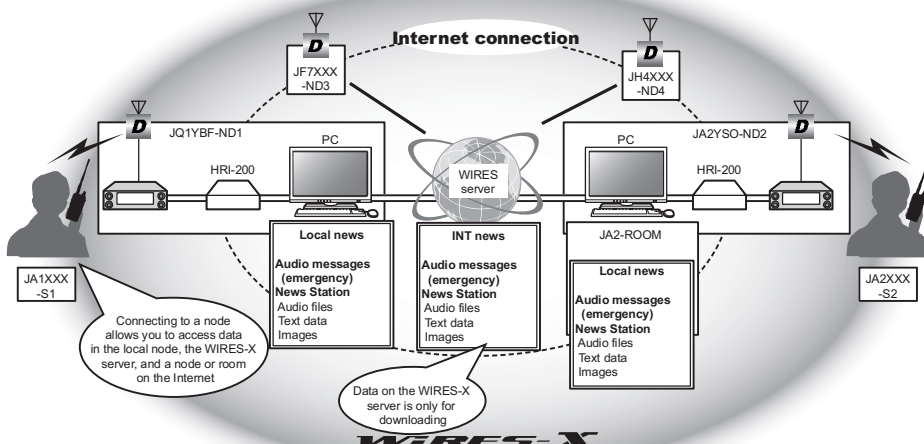 Internet connection
D
JF7XXX
-ND3
D
JH4XXX
-ND4
D
JQ1YBF-ND1
PC
HRI-200
WIRES
server
PC
JA2YSO-ND2
D
HRI-200
JA1XXX
-S1
JA2XXX
-S2
Local news
Audio messages
(emergency)
News Station
Audio files
Text data
Images
INT news
Audio messages
(emergency)
News Station
Audio files
Text data
Images
JA2-ROOM
Local news
Audio messages
(emergency)
News Station
Audio files
Text data
Images
Connecting to a node
allows you to access data
in the local node, the WIRES-X
server, and a node or room
on the Internet
Data on the WIRES-X
server is only for
downloading
WiRES-X